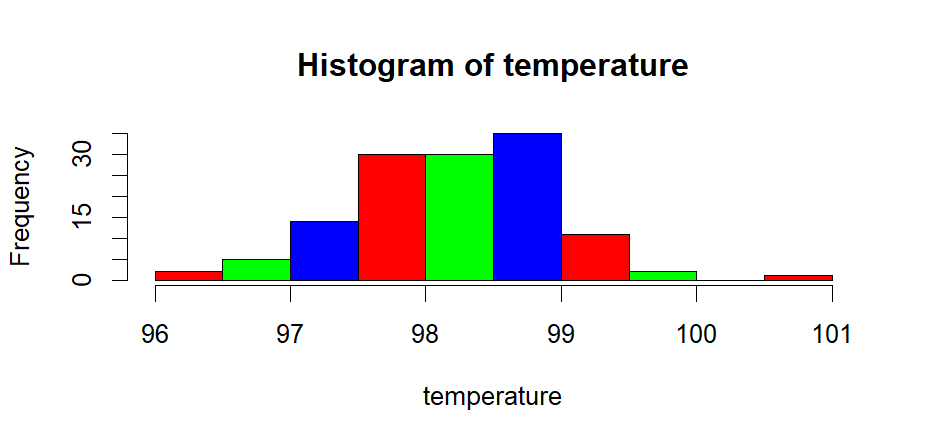 Histogram of temperature
Frequency
30
15
0
96 97 98 99 100 101
temperature